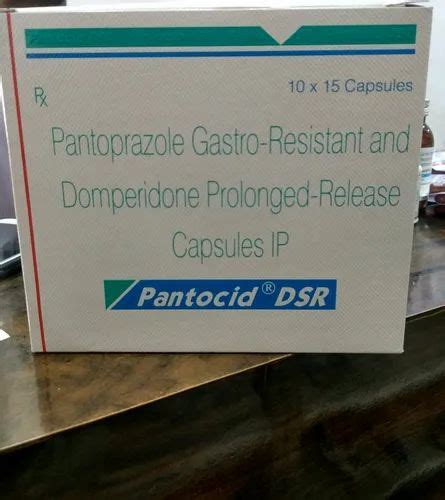 ℞
10 x 15 Capsules
Pantoprazole Gastro-Resistant and
Domperidone Prolonged-Release
Capsules IP
Pantocid® DSR